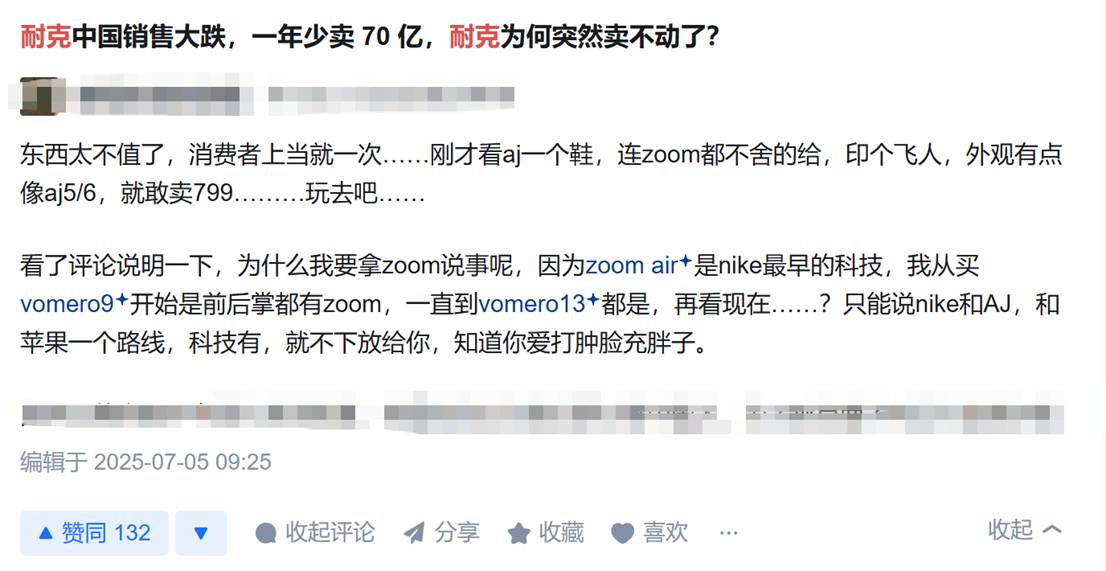 耐克中国销售大跌，一年少卖 70 亿，耐克为何突然卖不动了？
东西太不值了，消费者上当就一次……刚才看aj一个鞋，连zoom都不舍的给，印个飞人，外观有点
像aj5/6，就敢卖799………玩去吧……
看了评论说明一下，为什么我要拿zoom说事呢，因为zoom air是nike最早的科技，我从买
vomero9开始是前后掌都有zoom，一直到vomero13都是，再看现在……？只能说nike和AJ，和
苹果一个路线，科技有，就不下放给你，知道你爱打肿脸充胖子。
编辑于 2025-07-05 09:25
赞同 132 收起评论 分享 收藏 喜欢 ··· 收起